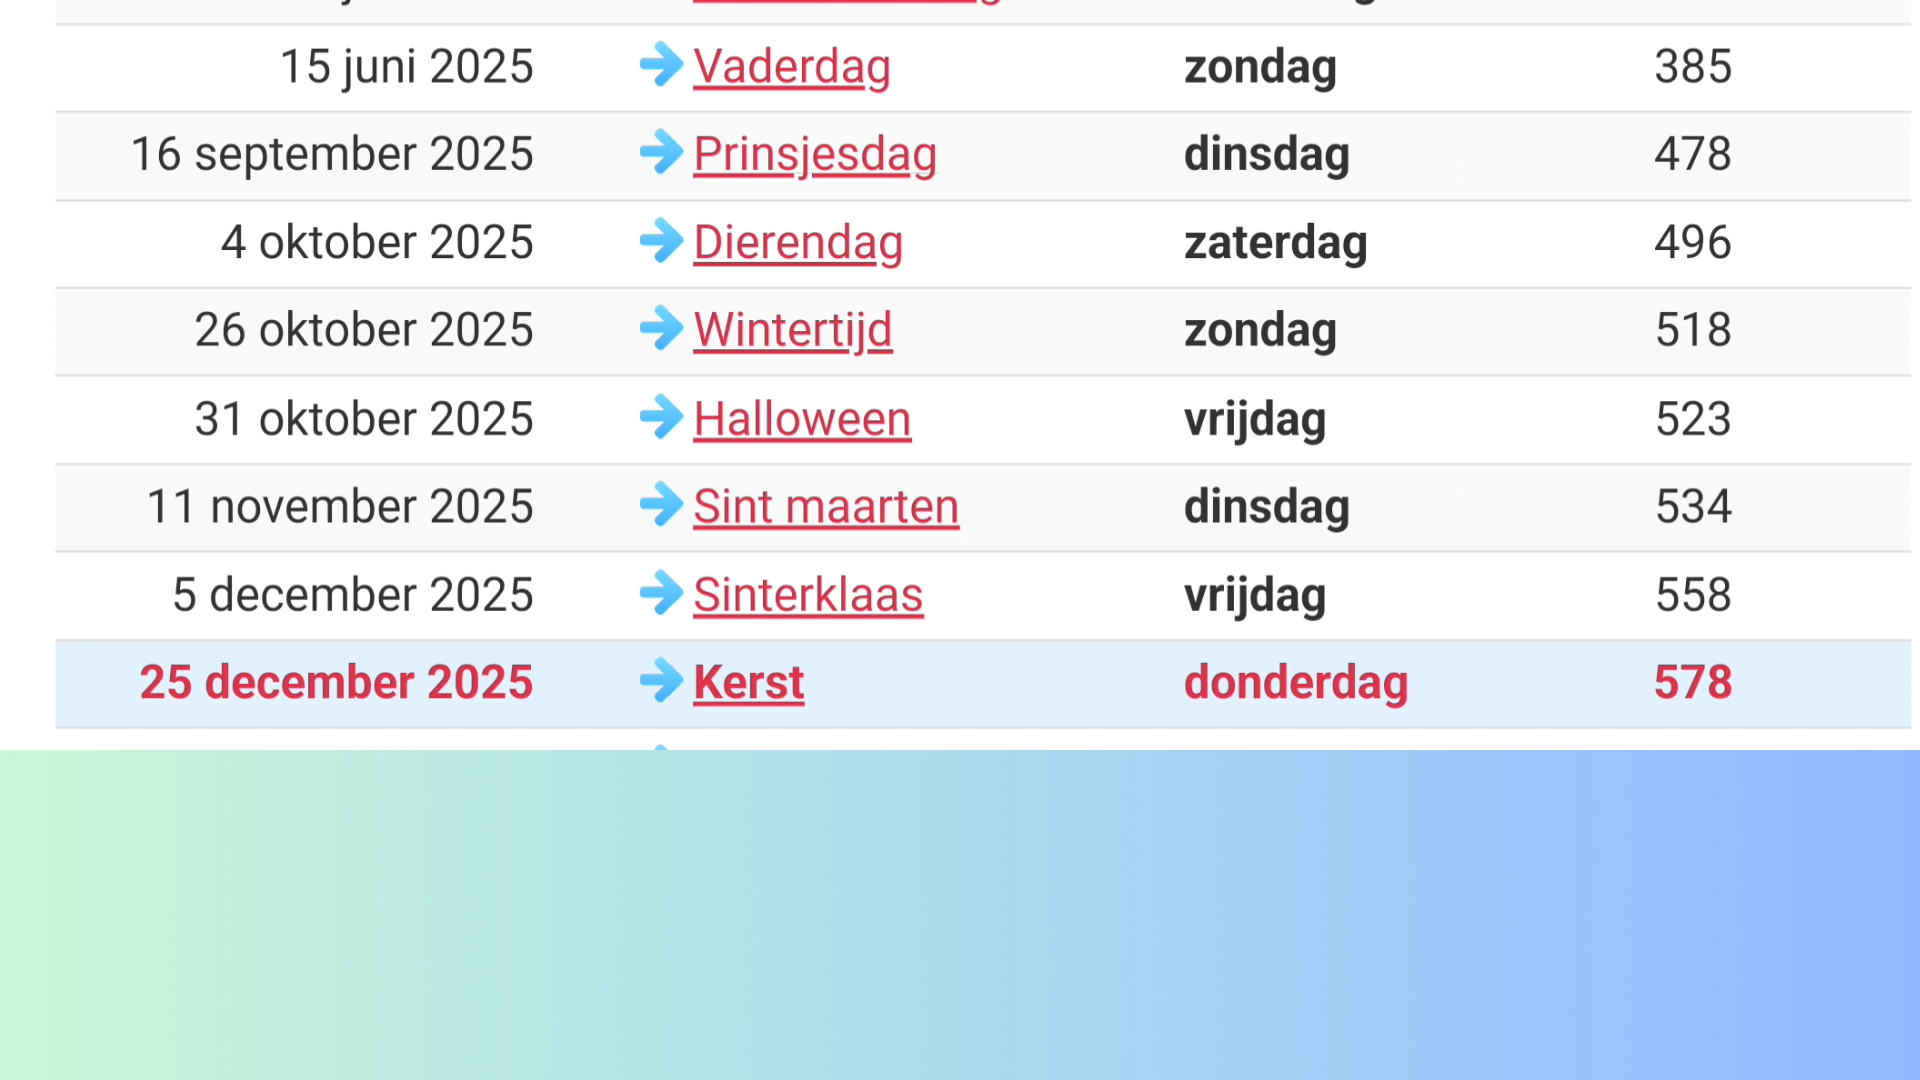 15 juni 2025 Vaderdag zondag 385
16 september 2025 Prinsjesdag dinsdag 478
4 oktober 2025 Dierendag zaterdag 496
26 oktober 2025 Wintertijd zondag 518
31 oktober 2025 Halloween vrijdag 523
11 november 2025 Sint maarten dinsdag 534
5 december 2025 Sinterklaas vrijdag 558
25 december 2025 Kerst donderdag 578